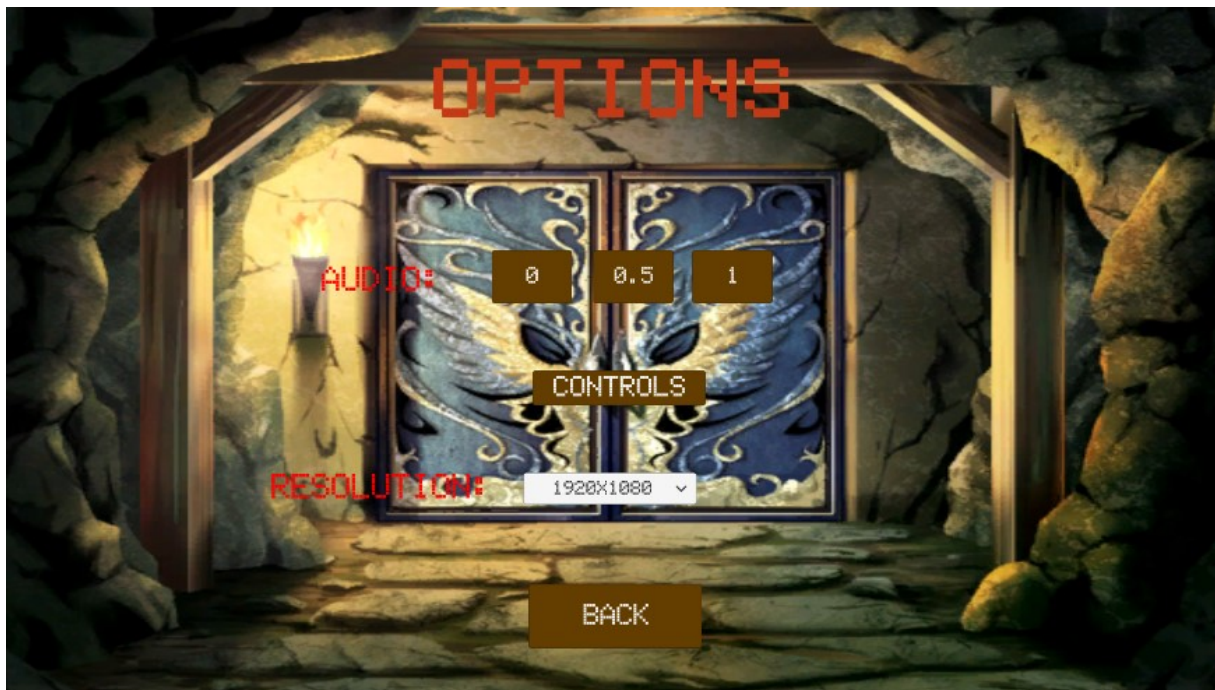 OPTIONS
AUDIO: 0 0.5 1
CONTROLS
RESOLUTION: 1920X1080
BACK